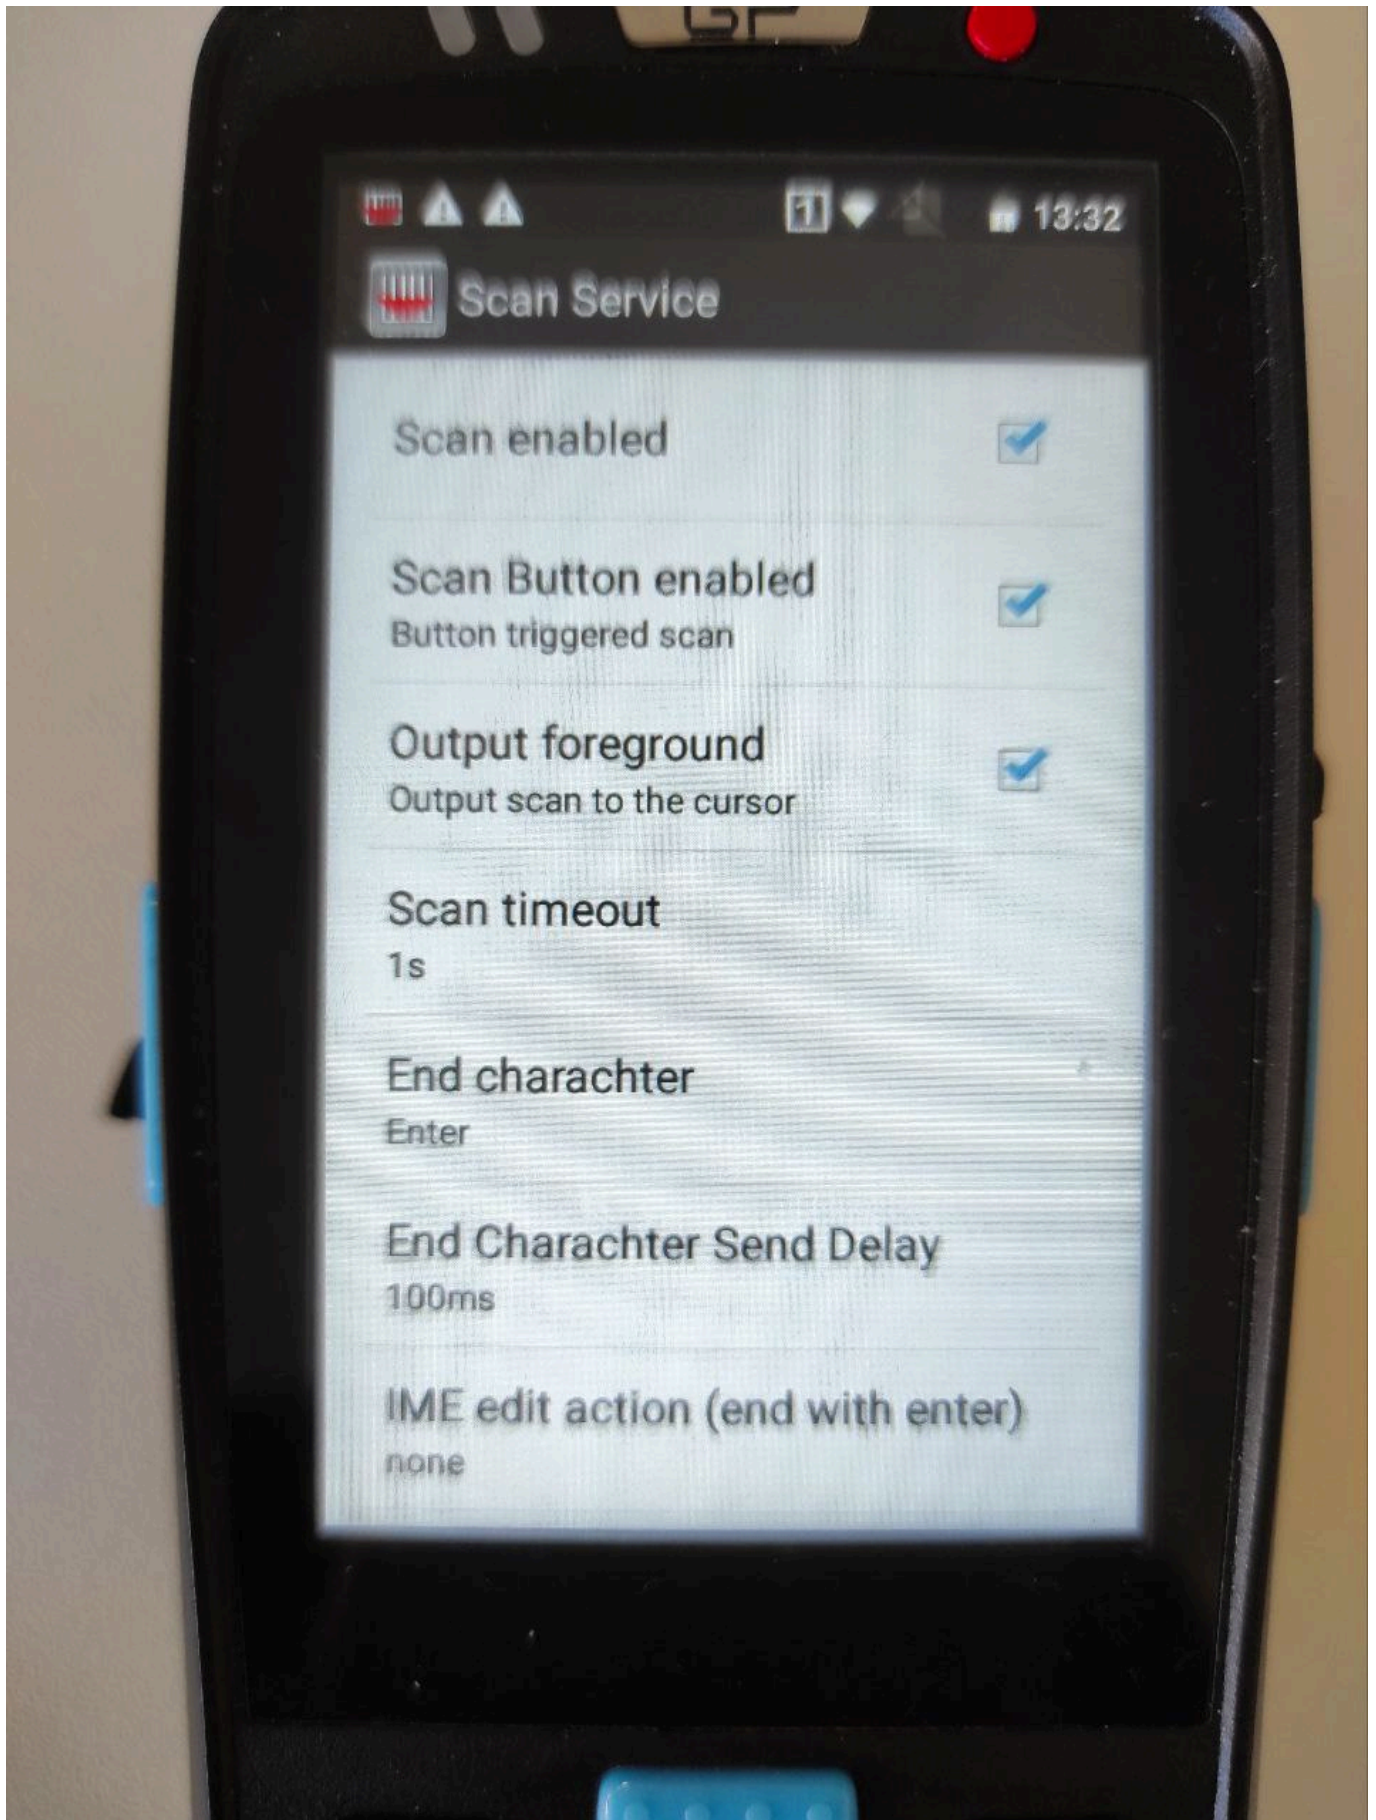 13:32
Scan Service
Scan enabled
Scan Button enabled
Button triggered scan
Output foreground
Output scan to the cursor
Scan timeout
1s
End charachter
Enter
End Charachter Send Delay
100ms
IME edit action (end with enter)
none